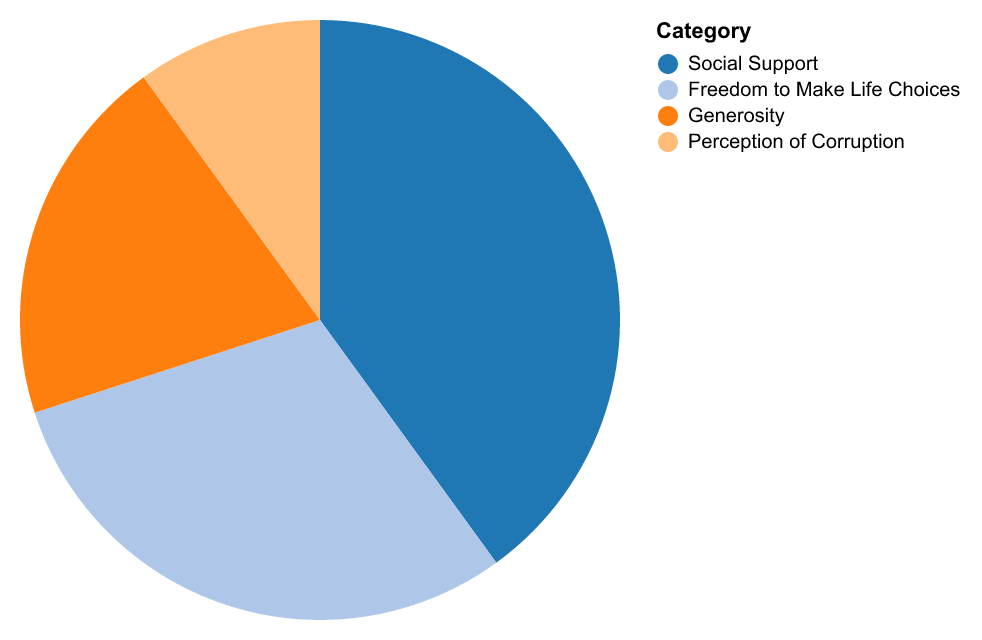 Category
Social Support
Freedom to Make Life Choices
Generosity
Perception of Corruption